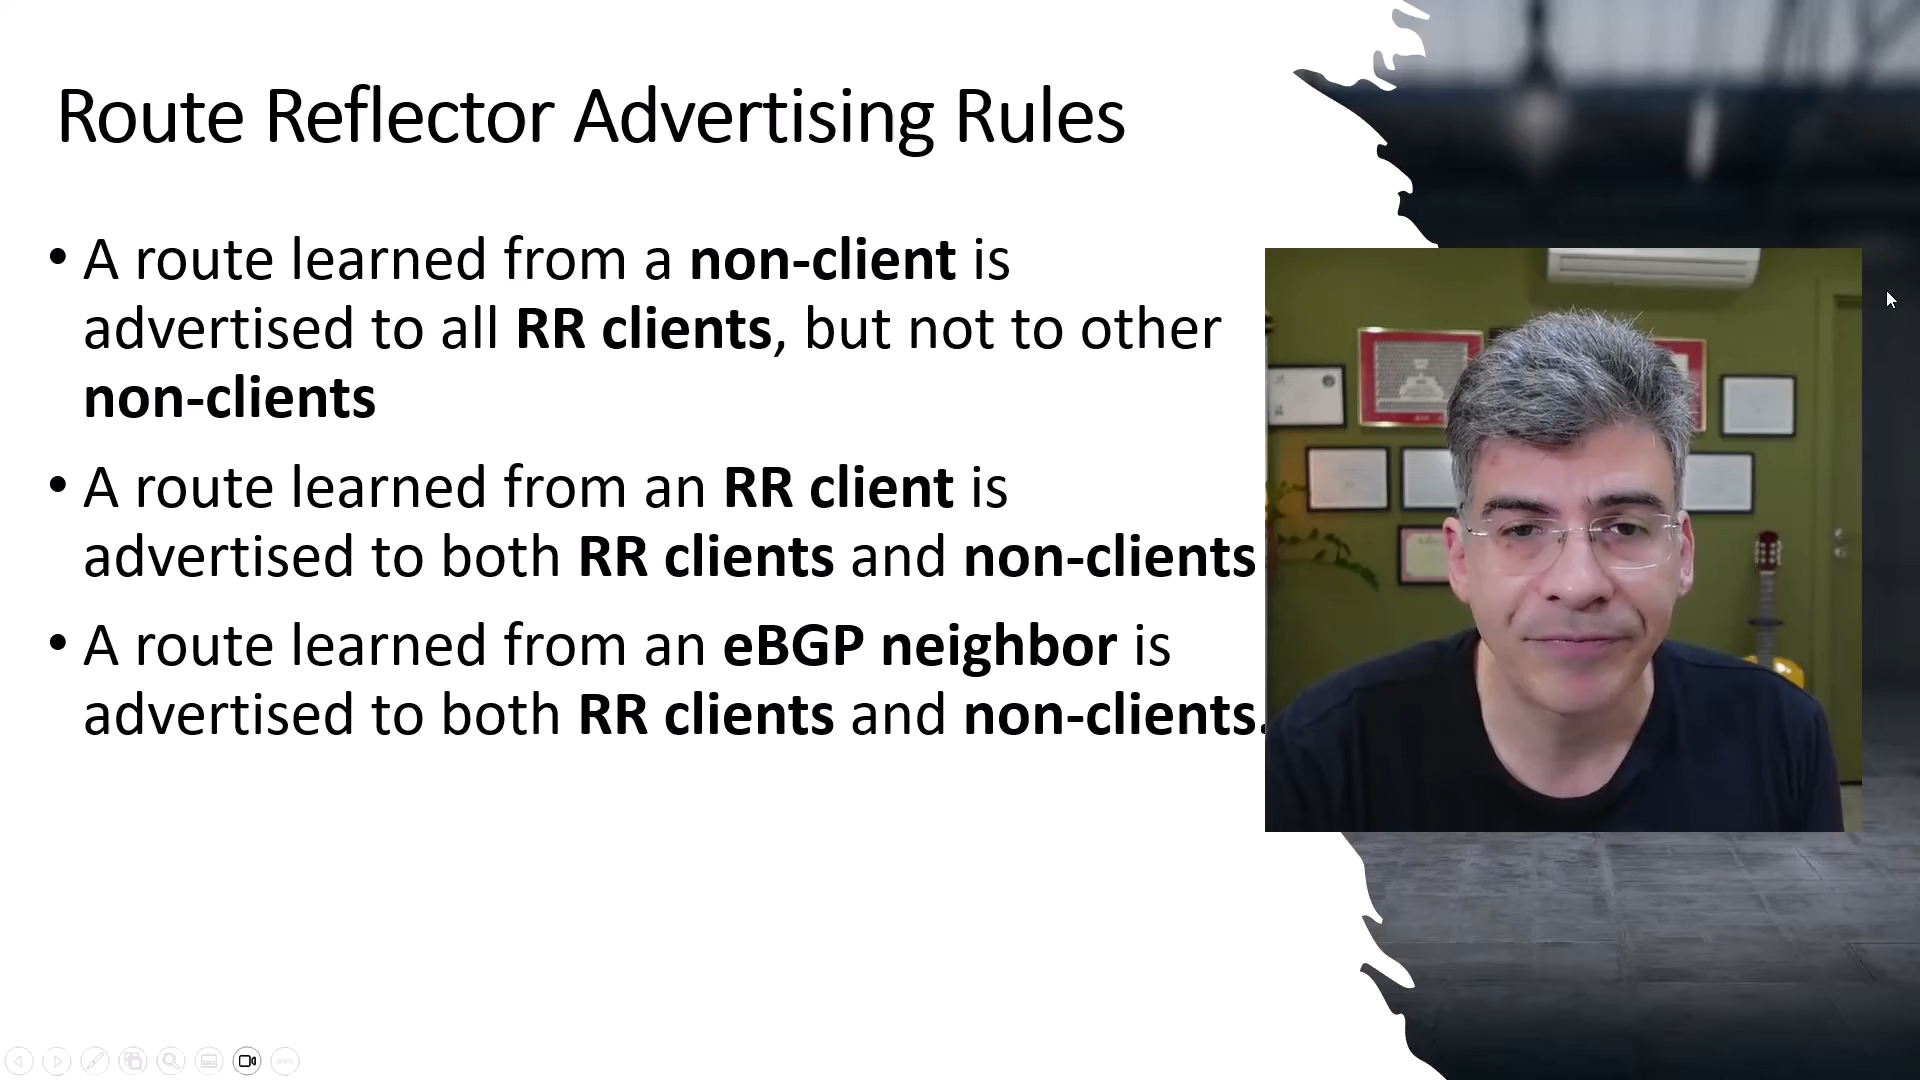 Route Reflector Advertising Rules
• A route learned from a non-client is
advertised to all RR clients, but not to other
non-clients
• A route learned from an RR client is
advertised to both RR clients and non-clients
• A route learned from an eBGP neighbor is
advertised to both RR clients and non-clients.